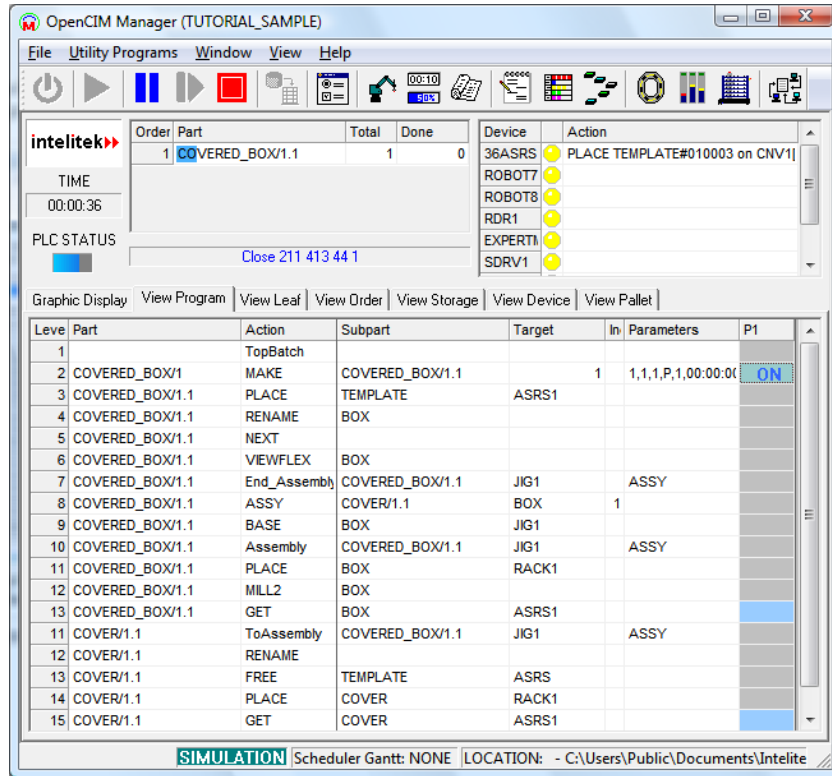 OpenCIM Manager (TUTORIAL_SAMPLE)
File Utility Programs Window View Help
00:10
50%
intelitek
TIME
00:00:36
PLC STATUS
Order Part Total Done
1 COVERED_BOX/1.1 1 0
Close 211 413 44 1
Device Action
36ASRS PLACE TEMPLATE#010003 on CNV1[
ROBOT7
ROBOT8
RDR1
EXPERTM
SDRV1
Graphic Display View Program View Leaf View Order View Storage View Device View Pallet
Leve Part Action Subpart Target In Parameters P1
1 TopBatch
2 COVERED_BOX/1 MAKE COVERED_BOX/1.1 1 1,1,1,P,1,00:00:00 ON
3 COVERED_BOX/1.1 PLACE TEMPLATE ASRS1
4 COVERED_BOX/1.1 RENAME BOX
5 COVERED_BOX/1.1 NEXT
6 COVERED_BOX/1.1 VIEWFLEX BOX
7 COVERED_BOX/1.1 End_Assembly COVERED_BOX/1.1 JIG1 ASSY
8 COVERED_BOX/1.1 ASSY COVER/1.1 BOX 1
9 COVERED_BOX/1.1 BASE BOX JIG1
10 COVERED_BOX/1.1 Assembly COVERED_BOX/1.1 JIG1 ASSY
11 COVERED_BOX/1.1 PLACE BOX RACK1
12 COVERED_BOX/1.1 MILL2 BOX
13 COVERED_BOX/1.1 GET BOX ASRS1
11 COVER/1.1 ToAssembly COVERED_BOX/1.1 JIG1 ASSY
12 COVER/1.1 RENAME
13 COVER/1.1 FREE TEMPLATE ASRS
14 COVER/1.1 PLACE COVER RACK1
15 COVER/1.1 GET COVER ASRS1
SIMULATION Scheduler Gantt: NONE LOCATION: - C:\Users\Public\Documents\Intelite